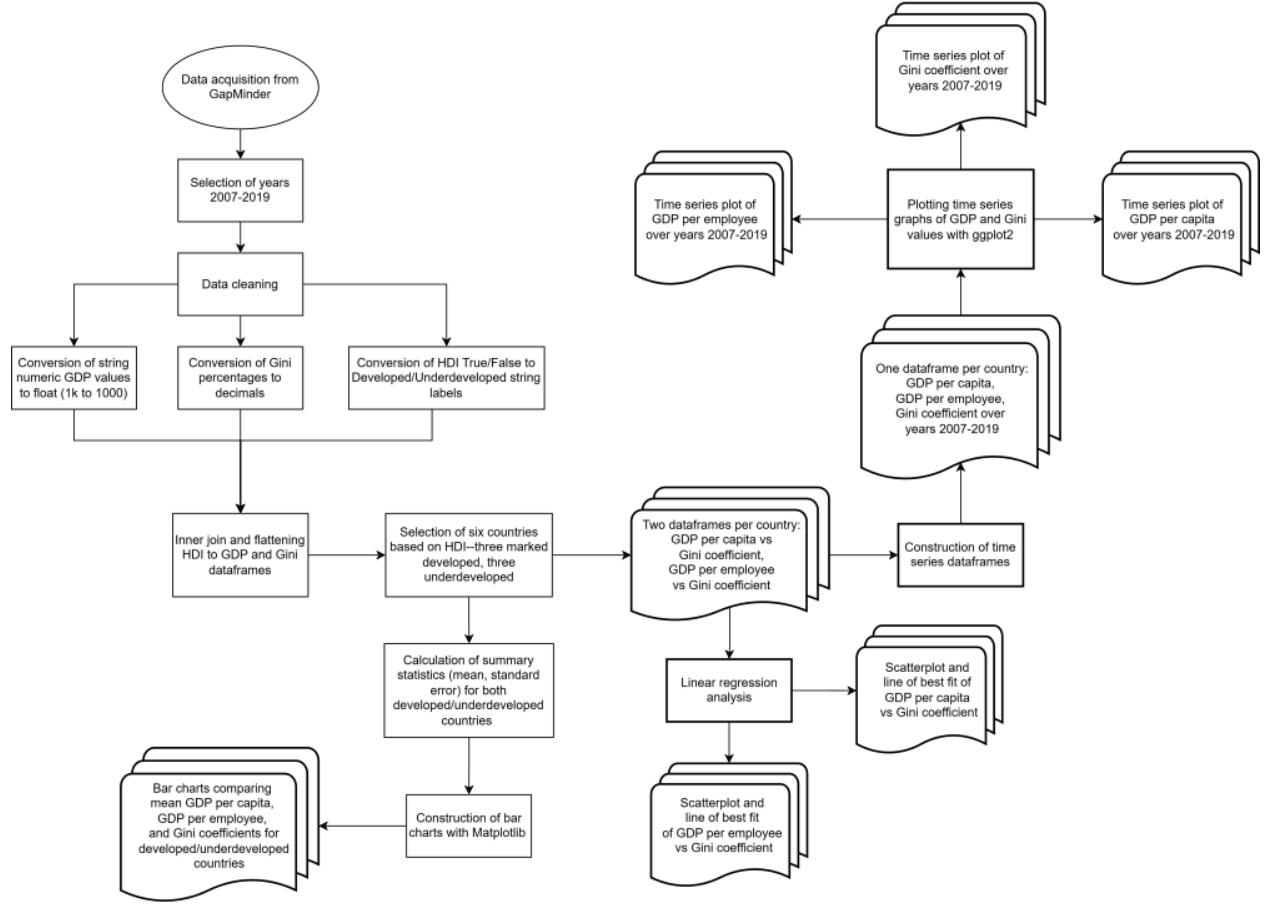 Data acquisition from
GapMinder
Selection of years
2007-2019
Data cleaning
Conversion of string
numeric GDP values
to float (1k to 1000)
Conversion of Gini
percentages to
decimals
Conversion of HDI True/False to
Developed/Underdeveloped string
labels
Inner join and flattening
HDI to GDP and Gini
dataframes
Selection of six countries
based on HDI--three marked
developed, three
underdeveloped
Calculation of summary
statistics (mean, standard
error) for both
developed/underdeveloped
countries
Construction of bar
charts with Matplotlib
Bar charts comparing
mean GDP per capita,
GDP per employee,
and Gini coefficients for
developed/underdeveloped
countries
Two dataframes per country:
GDP per capita vs
Gini coefficient,
GDP per employee
vs Gini coefficient
Linear regression
analysis
Scatterplot and
line of best fit of
GDP per capita
vs Gini coefficient
Scatterplot and
line of best fit
of GDP per employee
vs Gini coefficient
Construction of time
series dataframes
One dataframe per country:
GDP per capita,
GDP per employee,
Gini coefficient over
years 2007-2019
Plotting time series
graphs of GDP and Gini
values with ggplot2
Time series plot of
GDP per employee
over years 2007-2019
Time series plot of
Gini coefficient over
years 2007-2019
Time series plot of
GDP per capita
over years 2007-2019